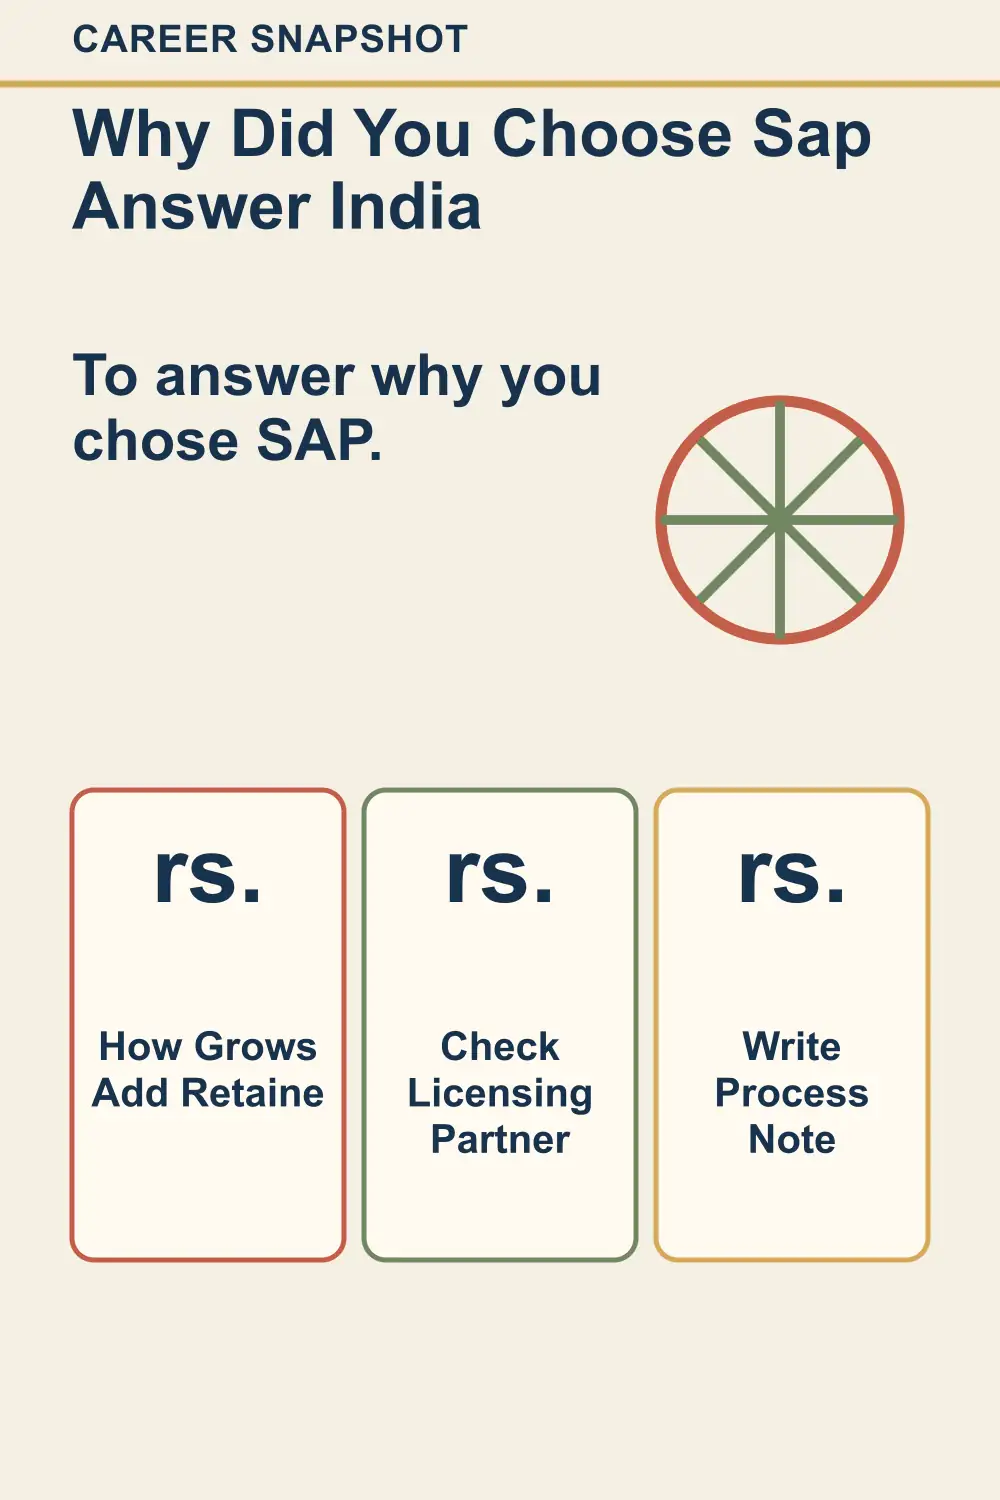 CAREER SNAPSHOT
Why Did You Choose Sap
Answer India
To answer why you
chose SAP.
rs.
How Grows
Add Retaine
rs.
Check
Licensing
Partner
rs.
Write
Process
Note